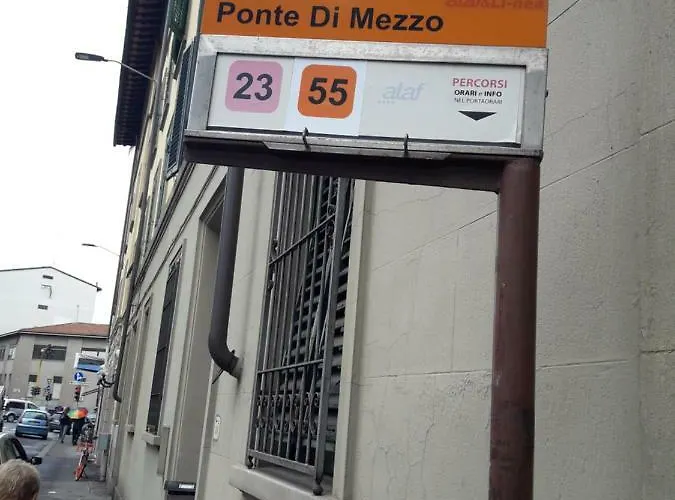 Ponte Di Mezzo
23 55 ataf PERCORSI
ORARI e INFO
NEL PORTAORARI